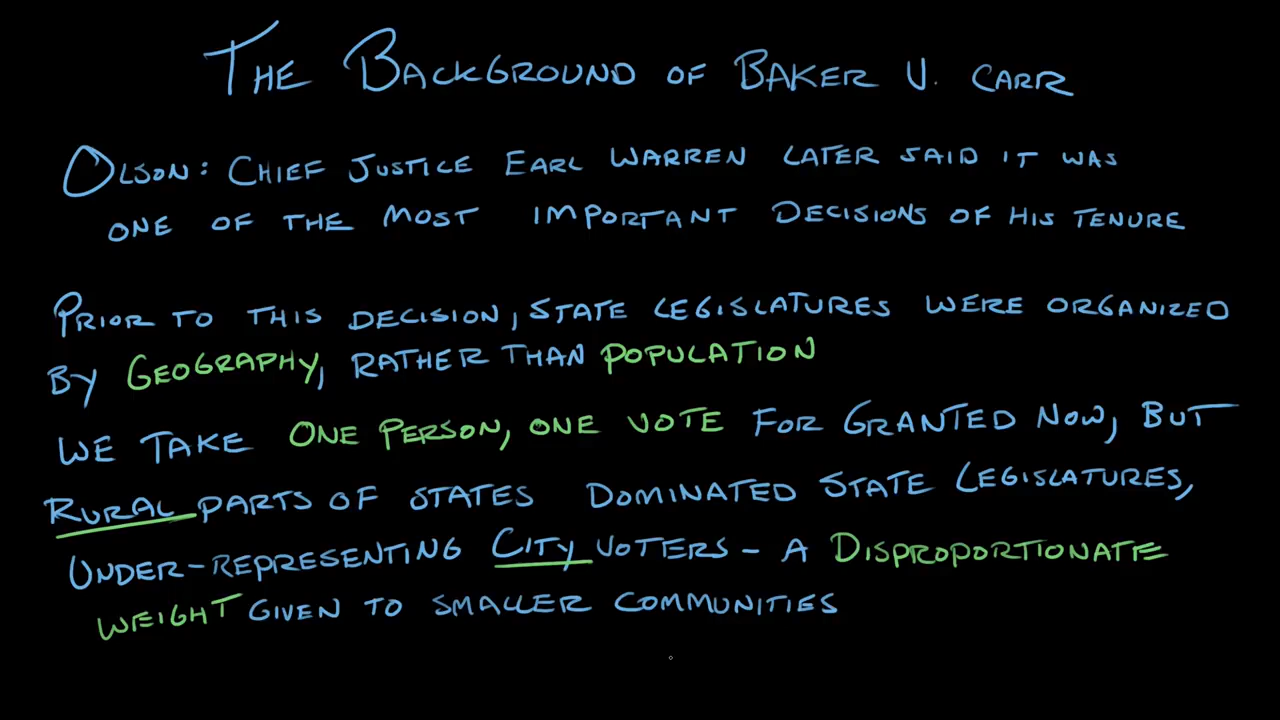 THE BACKGROUND OF BAKER V. CARR
OLSON: CHIEF JUSTICE EARL WARREN LATER SAID IT WAS
ONE OF THE MOST IMPORTANT DECISIONS OF HIS TENURE
PRIOR TO THIS DECISION, STATE LEGISLATURES WERE ORGANIZED
BY GEOGRAPHY, RATHER THAN POPULATION
WE TAKE ONE PERSON, ONE VOTE FOR GRANTED NOW, BUT
RURAL PARTS OF STATES DOMINATED STATE LEGISLATURES,
UNDER-REPRESENTING CITY VOTERS - A DISPROPORTIONATE
WEIGHT GIVEN TO SMALLER COMMUNITIES